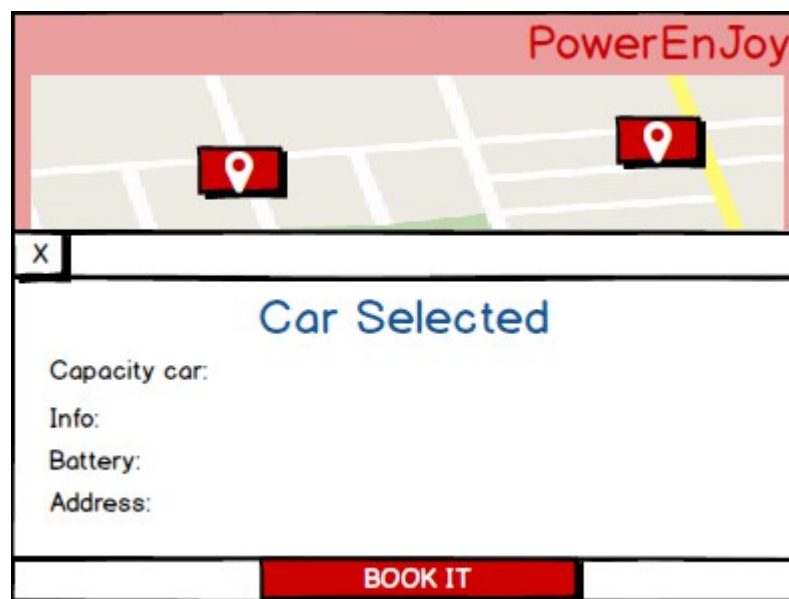 PowerEnJoy
X
Car Selected
Capacity car:
Info:
Battery:
Address:
BOOK IT